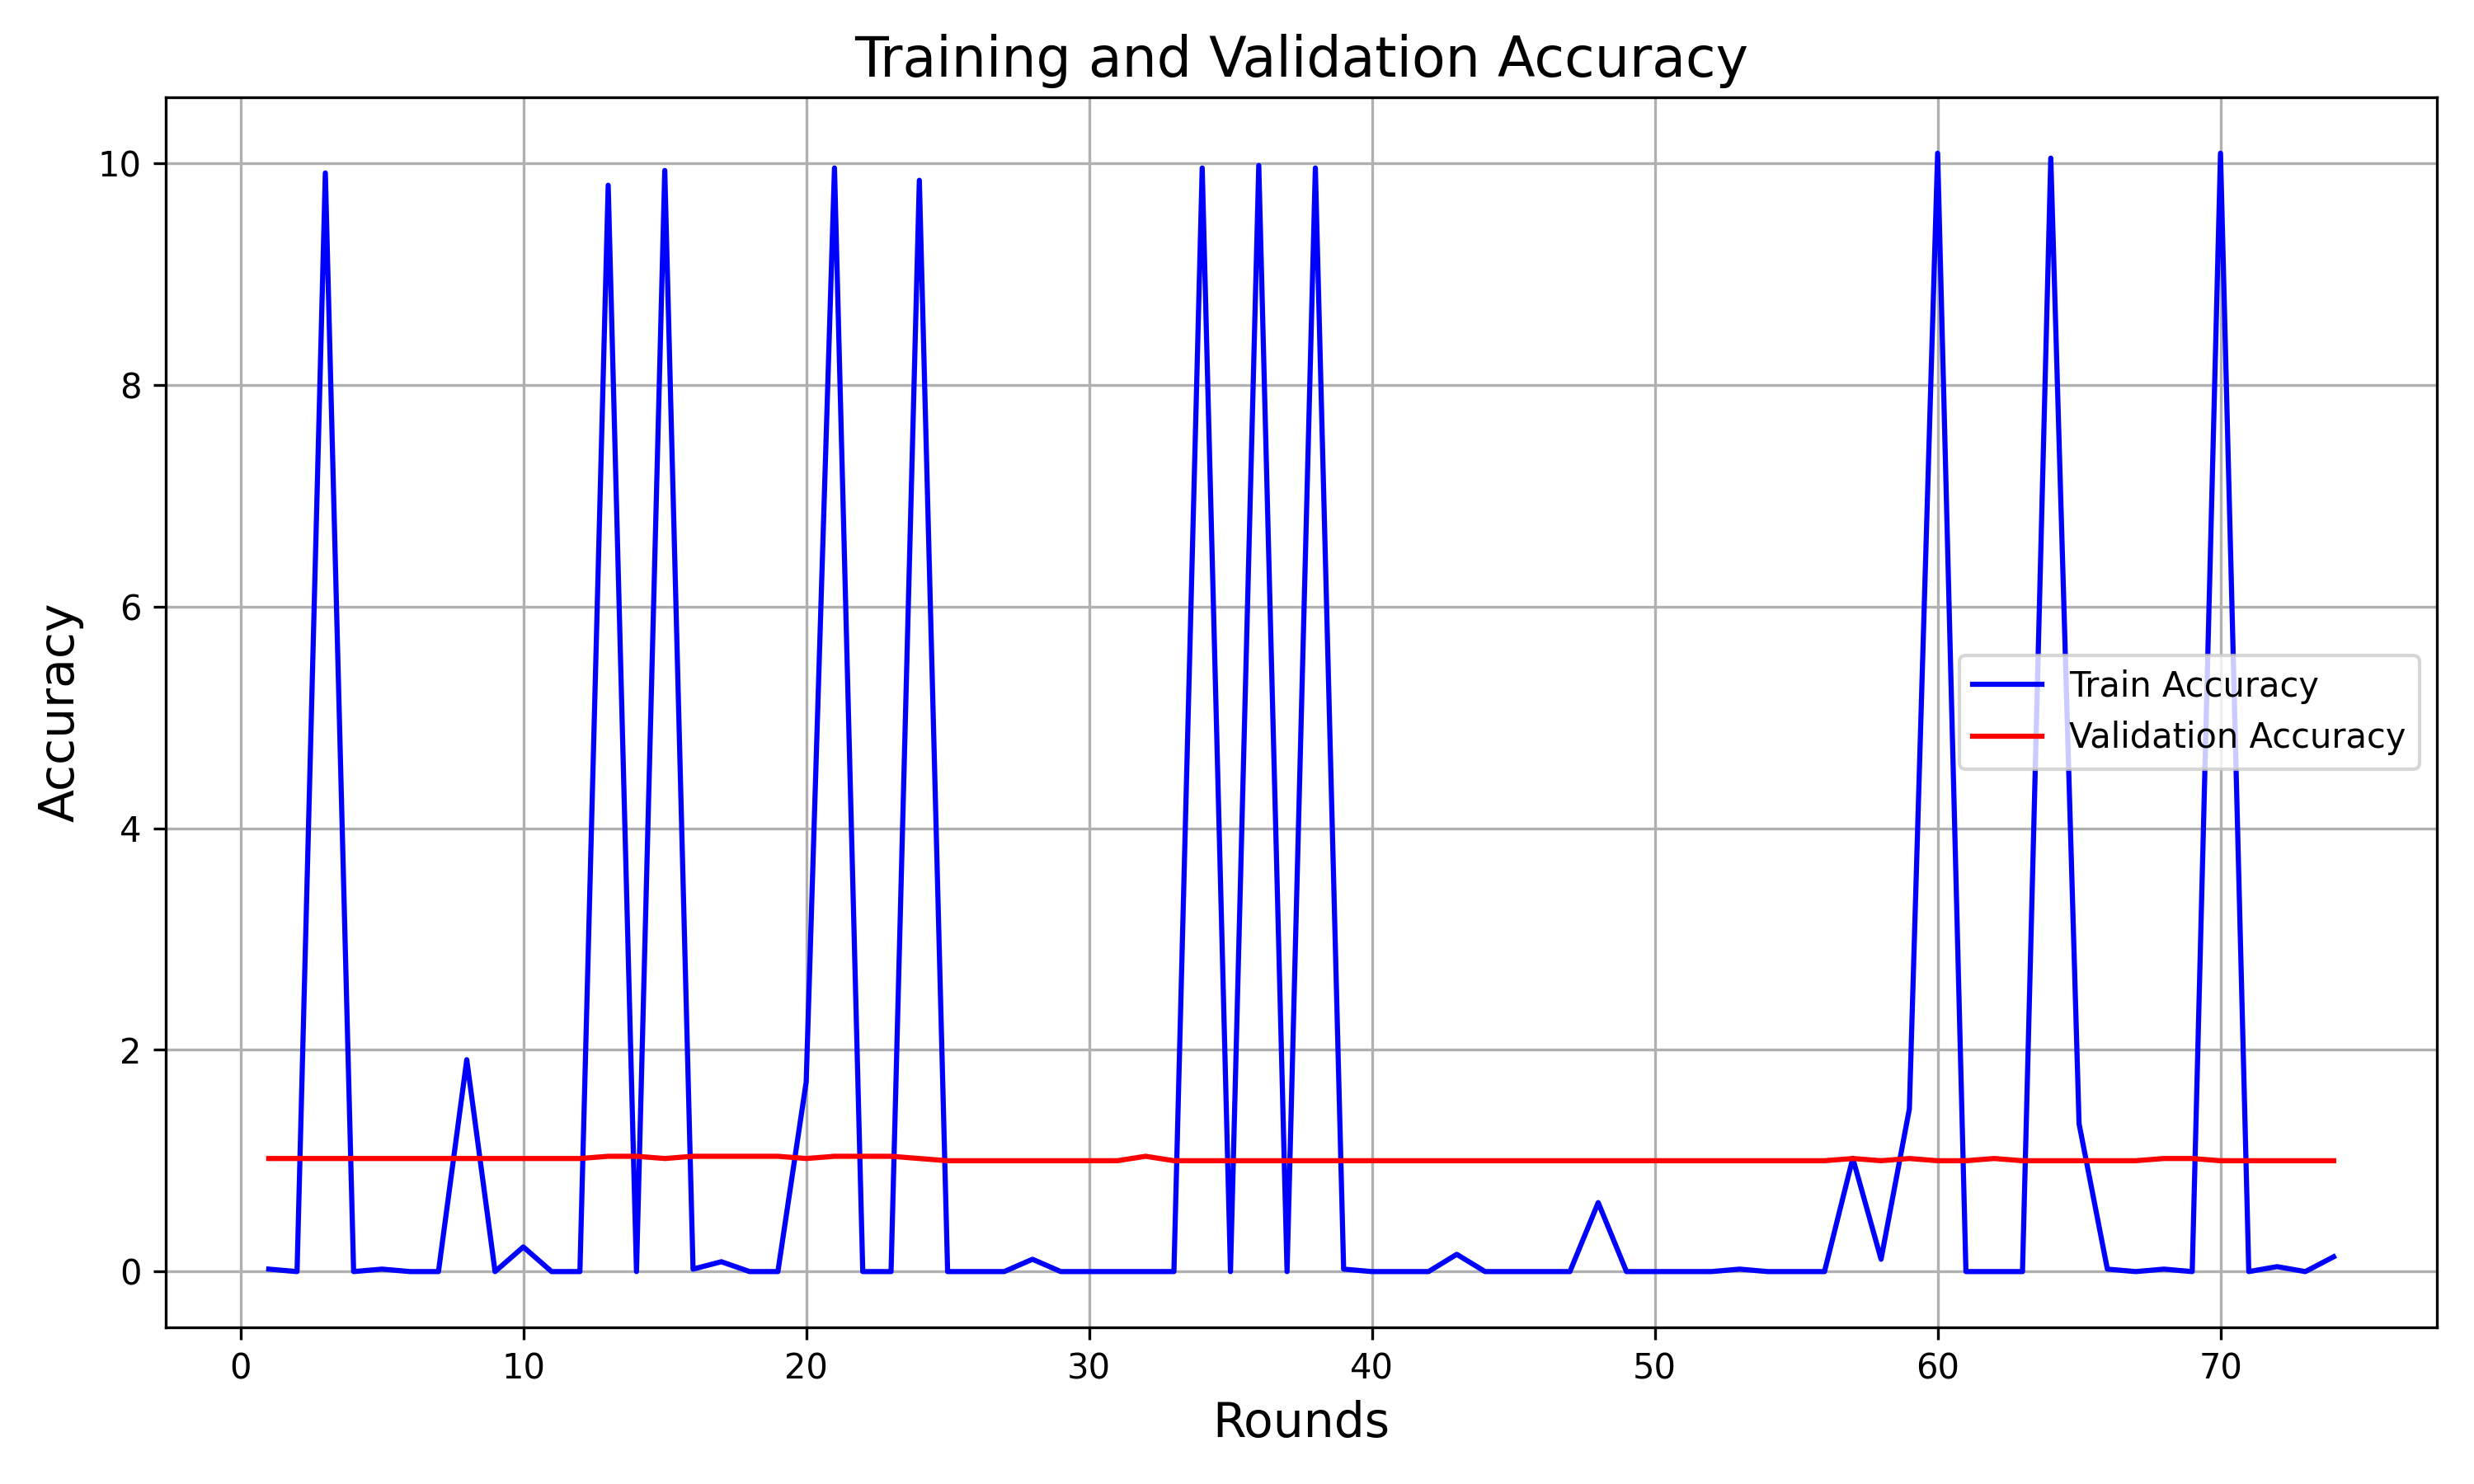 Training and Validation Accuracy
Accuracy
10
8
6
4
2
0
Train Accuracy
Validation Accuracy
0 10 20 30 40 50 60 70
Rounds